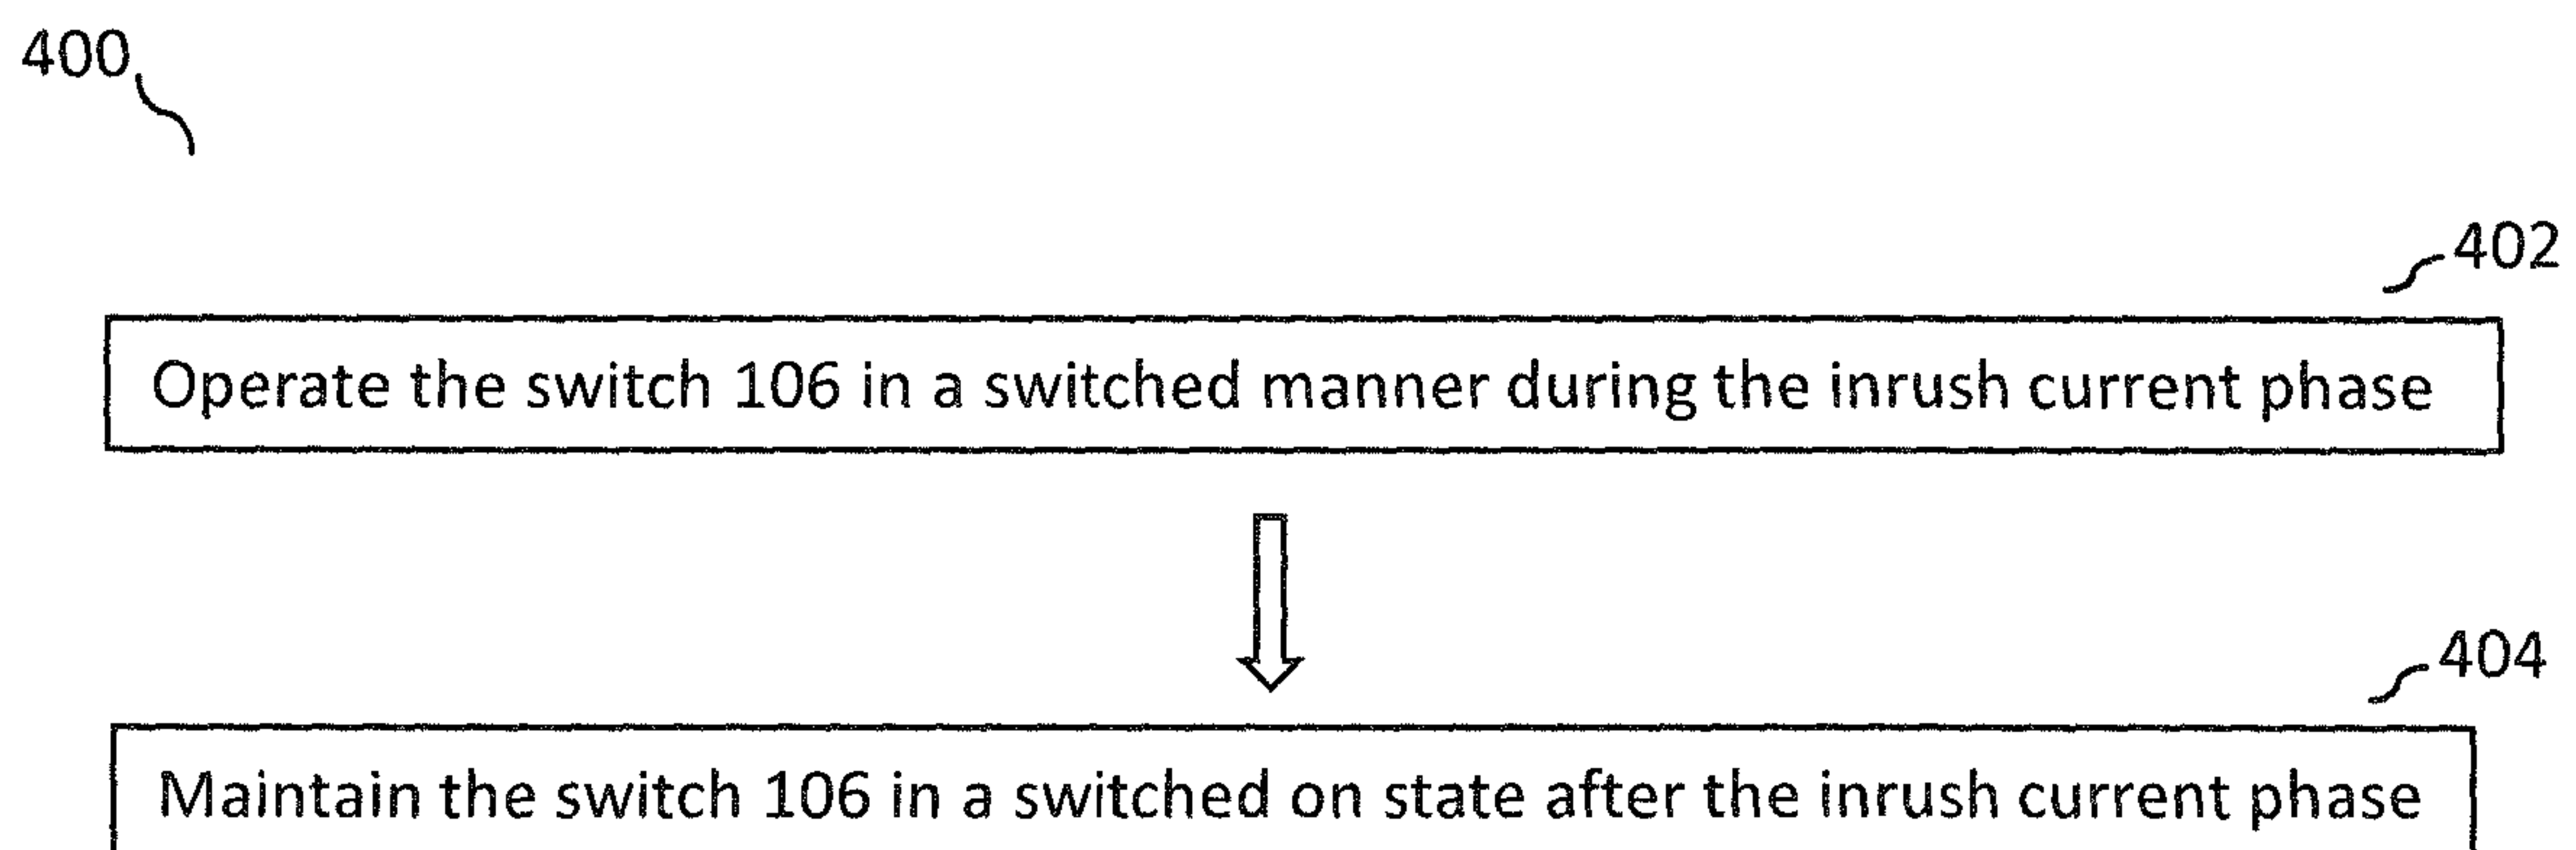 400
402
Operate the switch 106 in a switched manner during the inrush current phase
404
Maintain the switch 106 in a switched on state after the inrush current phase